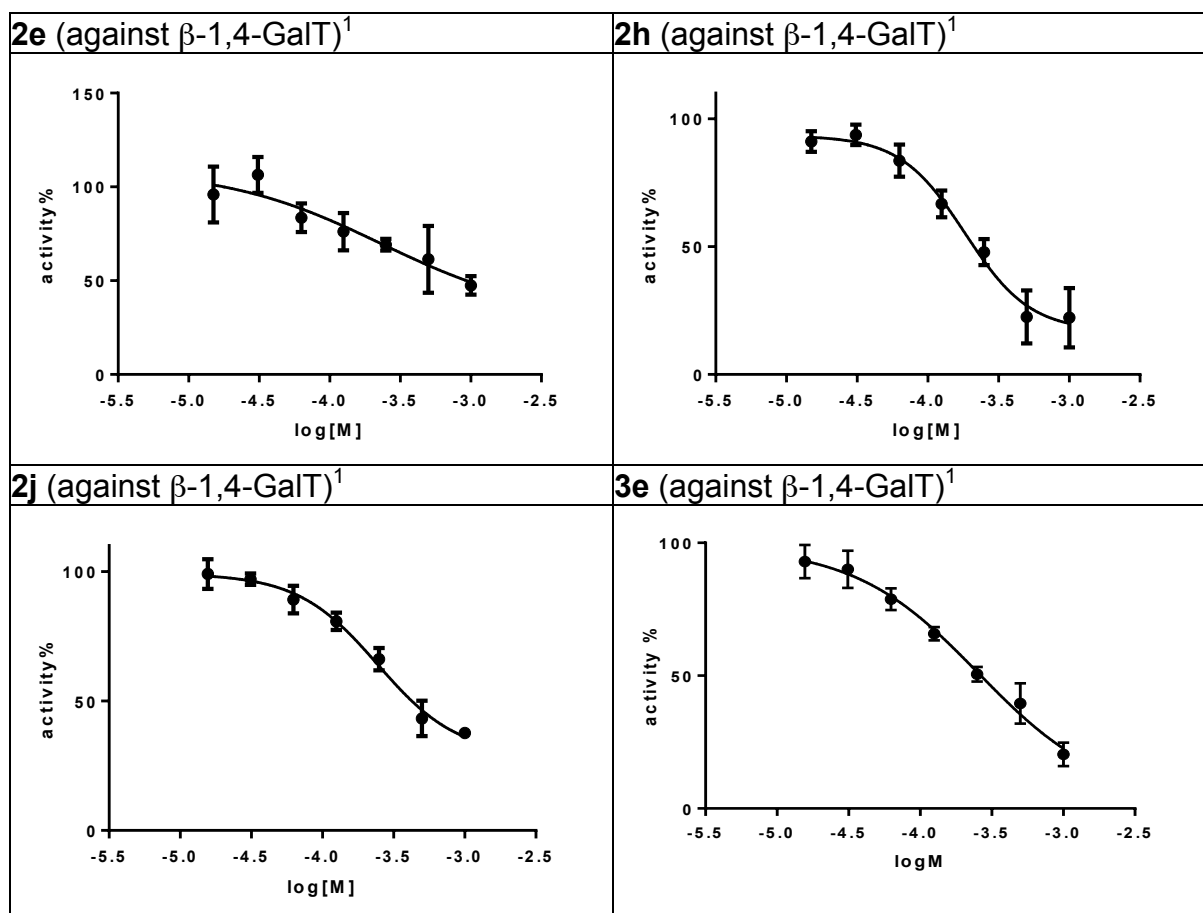 2e (against β-1,4-GalT)1
2h (against β-1,4-GalT)1
150
100
50
0
activity%
-5.5 -5.0 -4.5 -4.0 -3.5 -3.0 -2.5
log[M]
100
50
0
activity%
-5.5 -5.0 -4.5 -4.0 -3.5 -3.0 -2.5
log[M]
2j (against β-1,4-GalT)1
3e (against β-1,4-GalT)1
100
50
0
activity%
-5.5 -5.0 -4.5 -4.0 -3.5 -3.0 -2.5
log[M]
100
50
0
activity %
-5.5 -5.0 -4.5 -4.0 -3.5 -3.0 -2.5
logM